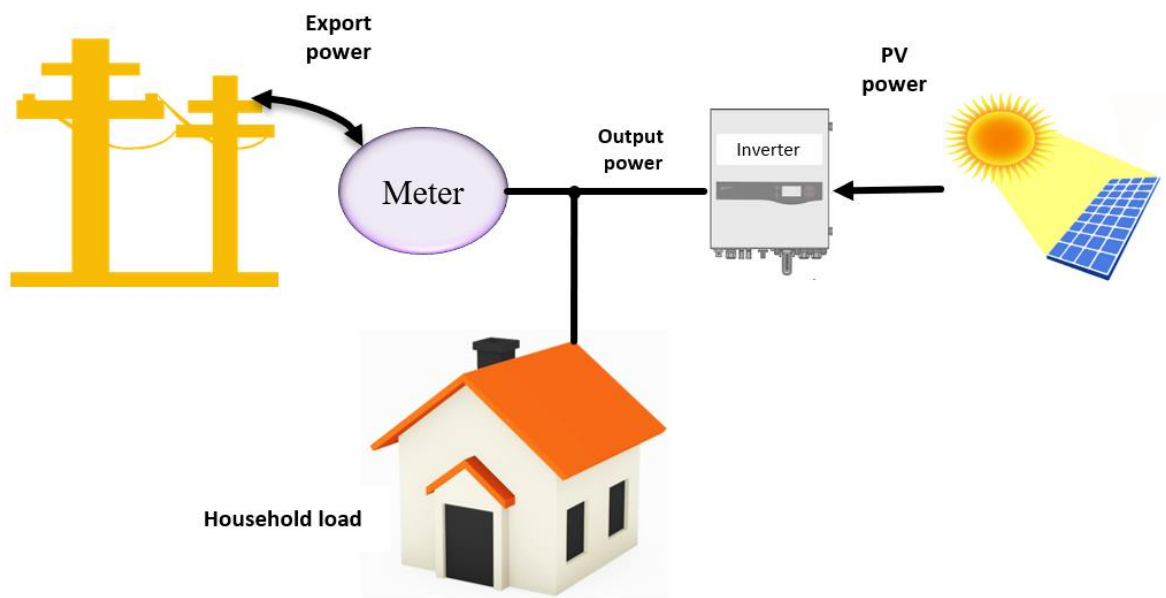 Export
power
PV
power
Output
power
Inverter
Meter
Household load